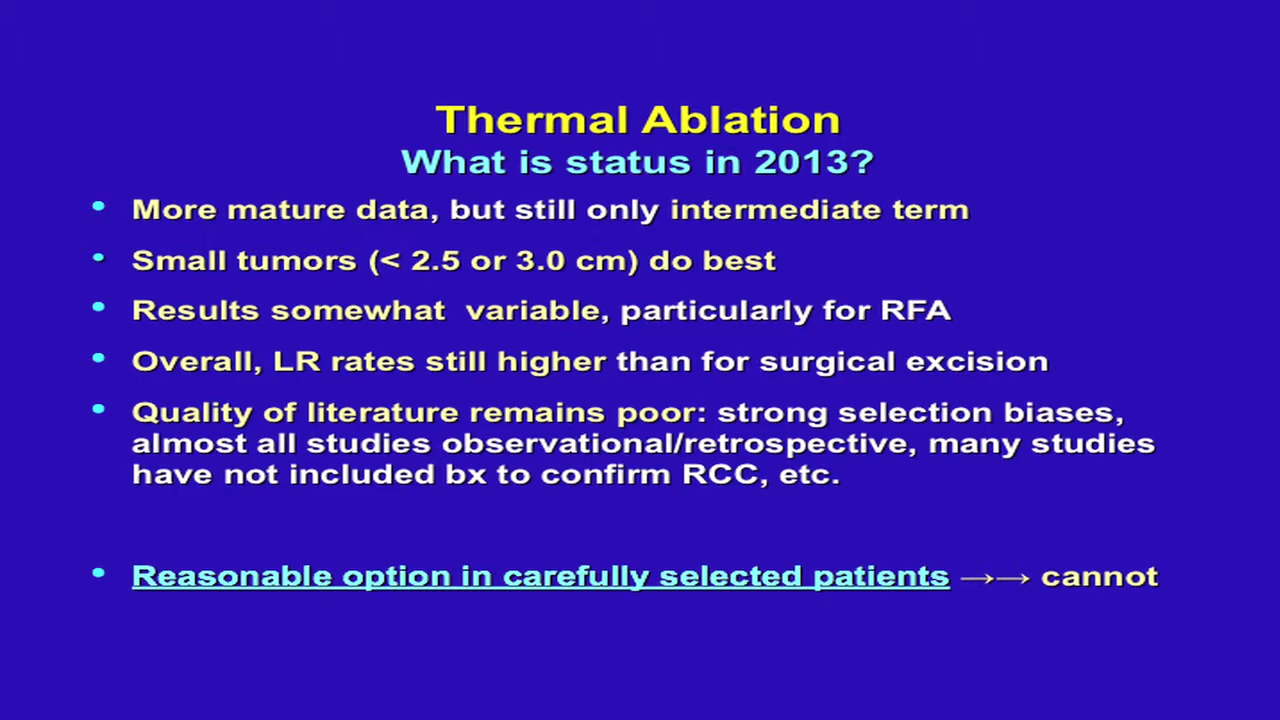 Thermal Ablation
What is status in 2013?
• More mature data, but still only intermediate term
• Small tumors (< 2.5 or 3.0 cm) do best
• Results somewhat  variable, particularly for RFA
• Overall, LR rates still higher than for surgical excision
• Quality of literature remains poor: strong selection biases,
almost all studies observational/retrospective, many studies
have not included bx to confirm RCC, etc.
• Reasonable option in carefully selected patients →→ cannot